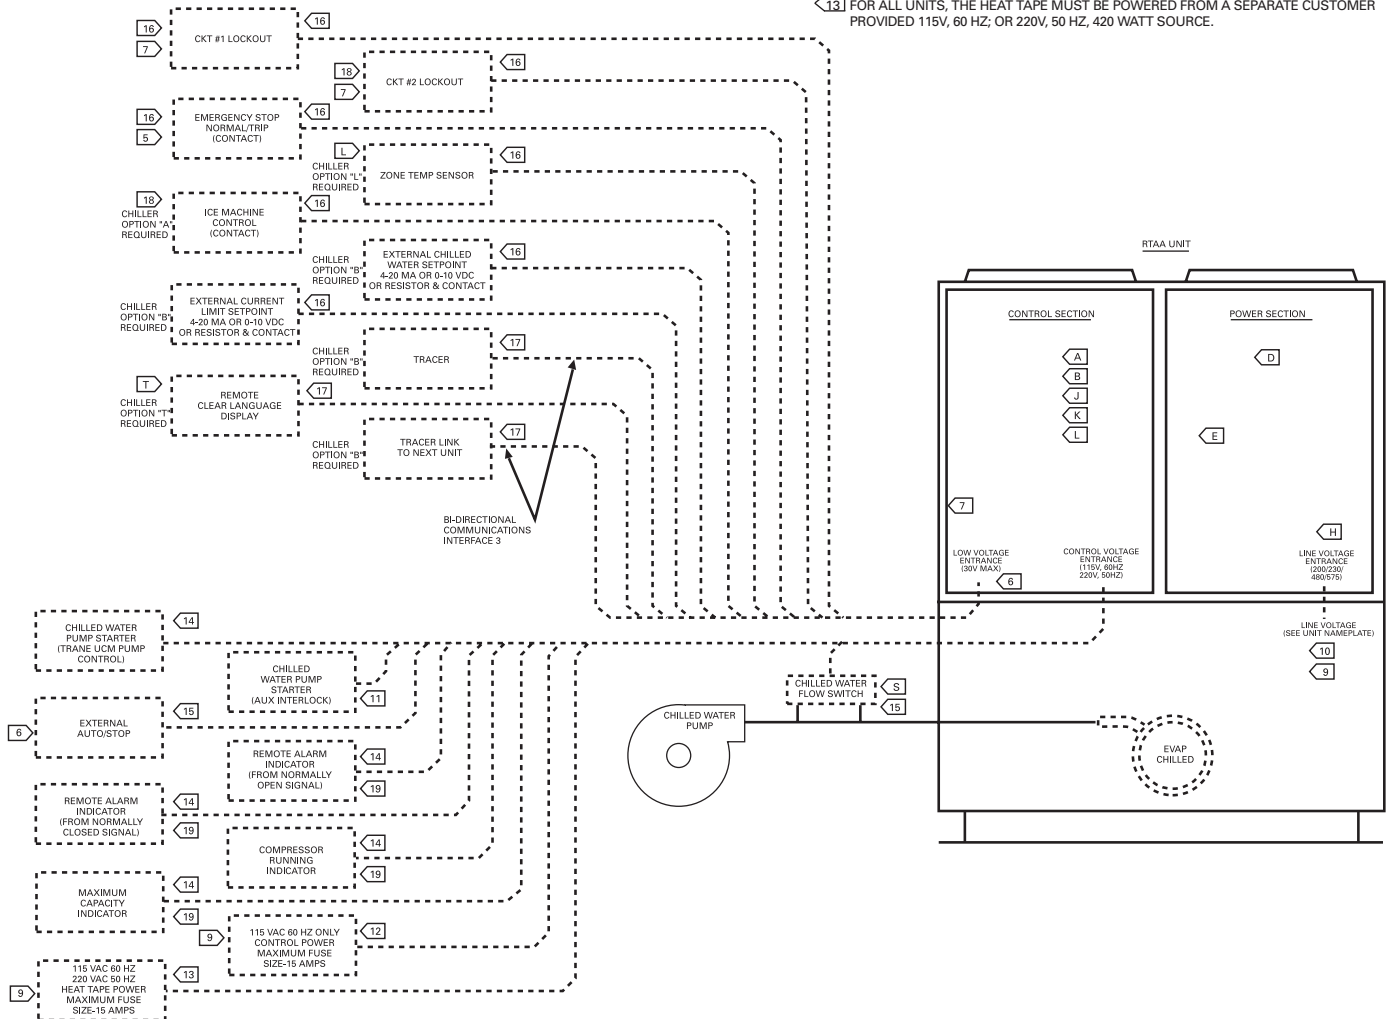 13 FOR ALL UNITS, THE HEAT TAPE MUST BE POWERED FROM A SEPARATE CUSTOMER
PROVIDED 115V, 60 HZ; OR 220V, 50 HZ, 420 WATT SOURCE.
16
7
CKT #1 LOCKOUT
16
18
7
CKT #2 LOCKOUT
16
16
5
EMERGENCY STOP
NORMAL/TRIP
(CONTACT)
16
L
CHILLER
OPTION "L"
REQUIRED
ZONE TEMP SENSOR
16
18
CHILLER
OPTION "A"
REQUIRED
ICE MACHINE
CONTROL
(CONTACT)
16
CHILLER
OPTION "B"
REQUIRED
EXTERNAL CHILLED
WATER SETPOINT
4-20 MA OR 0-10 VDC
OR RESISTOR & CONTACT
16
CHILLER
OPTION "B"
REQUIRED
EXTERNAL CURRENT
LIMIT SETPOINT
4-20 MA OR 0-10 VDC
OR RESISTOR & CONTACT
16
CHILLER
OPTION "B"
REQUIRED
TRACER
17
T
CHILLER
OPTION "T"
REQUIRED
REMOTE
CLEAR LANGUAGE
DISPLAY
17
CHILLER
OPTION "B"
REQUIRED
TRACER LINK
TO NEXT UNIT
17
BI-DIRECTIONAL
COMMUNICATIONS
INTERFACE 3
RTAA UNIT
CONTROL SECTION
A
B
J
K
L
7
LOW VOLTAGE
ENTRANCE
(30V MAX)
6
CONTROL VOLTAGE
ENTRANCE
(115V, 60HZ
220V, 50HZ)
POWER SECTION
D
E
H
LINE VOLTAGE
ENTRANCE
(200/230/
480/575)
LINE VOLTAGE
(SEE UNIT NAMEPLATE)
10
9
CHILLED WATER
PUMP STARTER
(TRANE UCM PUMP
CONTROL)
14
CHILLED
WATER PUMP
STARTER
(AUX INTERLOCK)
11
6
EXTERNAL
AUTO/STOP
15
REMOTE ALARM
INDICATOR
(FROM NORMALLY
OPEN SIGNAL)
14
19
REMOTE ALARM
INDICATOR
(FROM NORMALLY
CLOSED SIGNAL)
14
19
COMPRESSOR
RUNNING
INDICATOR
14
19
MAXIMUM
CAPACITY
INDICATOR
14
19
9
115 VAC 60 HZ ONLY
CONTROL POWER
MAXIMUM FUSE
SIZE-15 AMPS
12
9
115 VAC 60 HZ
220 VAC 50 HZ
HEAT TAPE POWER
MAXIMUM FUSE
SIZE-15 AMPS
13
CHILLED WATER
FLOW SWITCH
S
15
CHILLED WATER
PUMP
EVAP
CHILLED